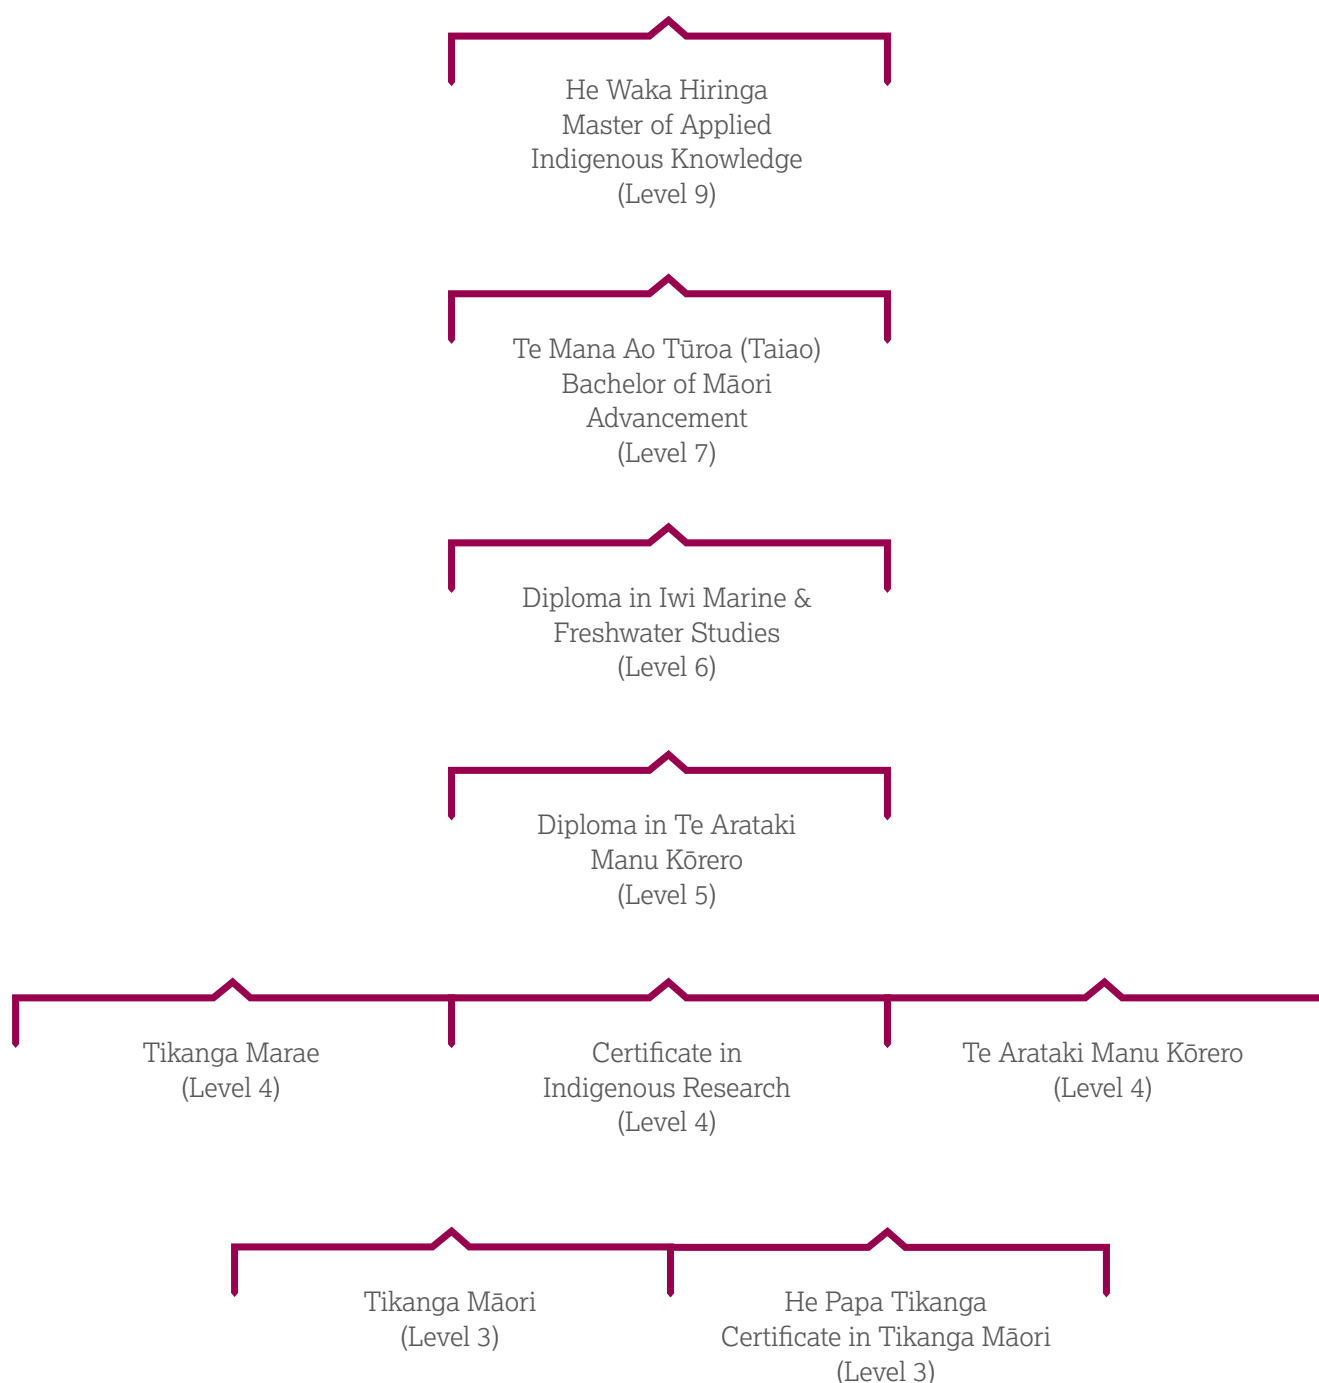 He Waka Hiringa
Master of Applied
Indigenous Knowledge
(Level 9)
Te Mana Ao Tūroa (Taiao)
Bachelor of Māori
Advancement
(Level 7)
Diploma in Iwi Marine &
Freshwater Studies
(Level 6)
Diploma in Te Arataki
Manu Kōrero
(Level 5)
Tikanga Marae
(Level 4)
Certificate in
Indigenous Research
(Level 4)
Te Arataki Manu Kōrero
(Level 4)
Tikanga Māori
(Level 3)
He Papa Tikanga
Certificate in Tikanga Māori
(Level 3)